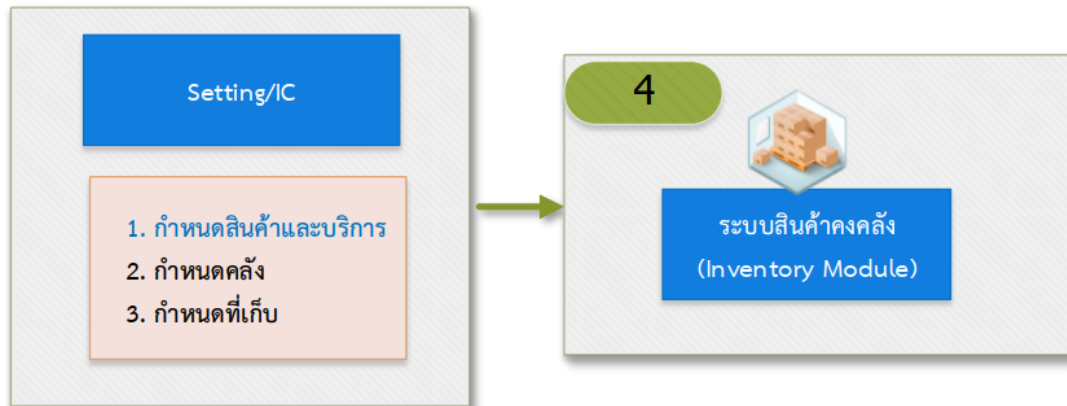 Setting/IC
1. กำหนดสินค้าและบริการ
2. กำหนดคลัง
3. กำหนดที่เก็บ
4
ระบบสินค้าคงคลัง
(Inventory Module)